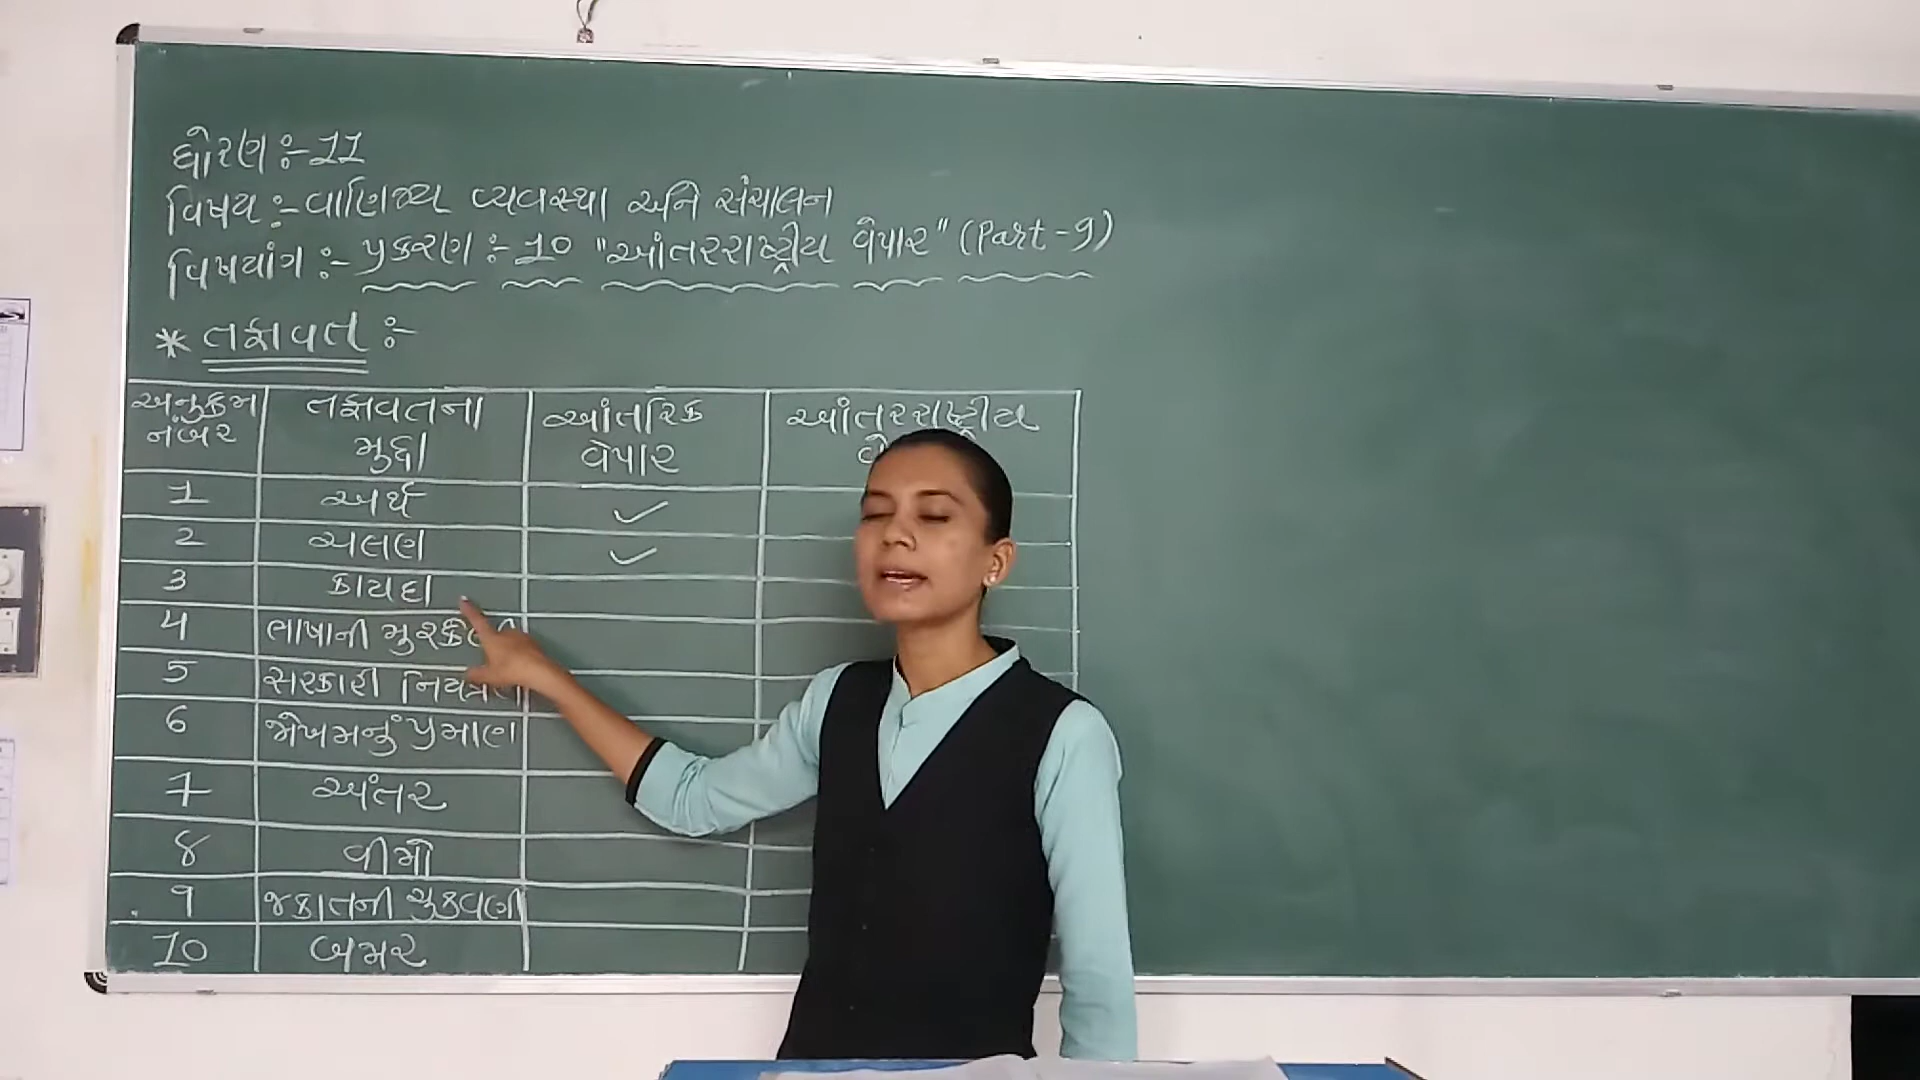 ધોરણ :- 11
વિષય :- વાણિજ્ય વ્યવસ્થા અને સંચાલન
વિષયાંગ :- પ્રકરણ :- 10 "આંતરરાષ્ટ્રીય વેપાર" (Part-9)
* તફાવત :-
અનુક્રમ નંબર તફાવતના મુદ્દા આંતરિક વેપાર આંતરરાષ્ટ્રીય
1 અર્થ ✓
2 ચલણ ✓
3 કાયદા
4 ભાષાની મુશ્કેલી
5 સરકારી નિયંત્રણ
6 જોખમનું પ્રમાણ
7 અંતર
8 વીમો
9 જકાતની ચુકવણી
10 બજાર